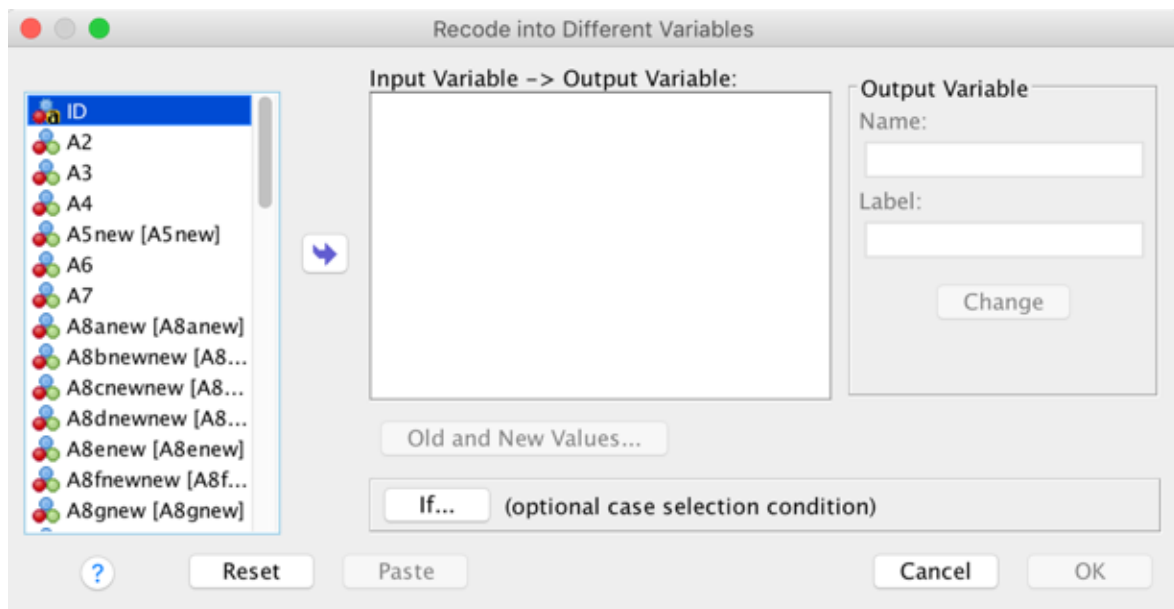 Recode into Different Variables
Input Variable -> Output Variable:
a ID
A2
A3
A4
A5new [A5new]
A6
A7
A8anew [A8anew]
A8bnewnew [A8...
A8cnewnew [A8...
A8dnewnew [A8...
A8enew [A8enew]
A8fnewnew [A8f...
A8gnew [A8gnew]
Output Variable
Name:
Label:
Change
Old and New Values...
If... (optional case selection condition)
? Reset Paste Cancel OK